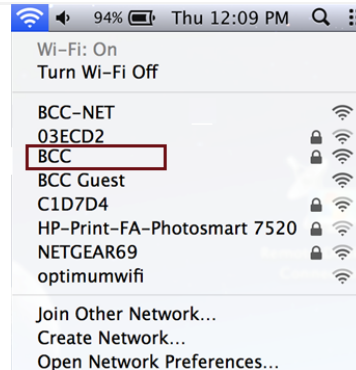 94% Thu 12:09 PM
Wi-Fi: On
Turn Wi-Fi Off
BCC-NET
03ECD2
BCC
BCC Guest
C1D7D4
HP-Print-FA-Photosmart 7520
NETGEAR69
optimumwifi
Join Other Network...
Create Network...
Open Network Preferences...